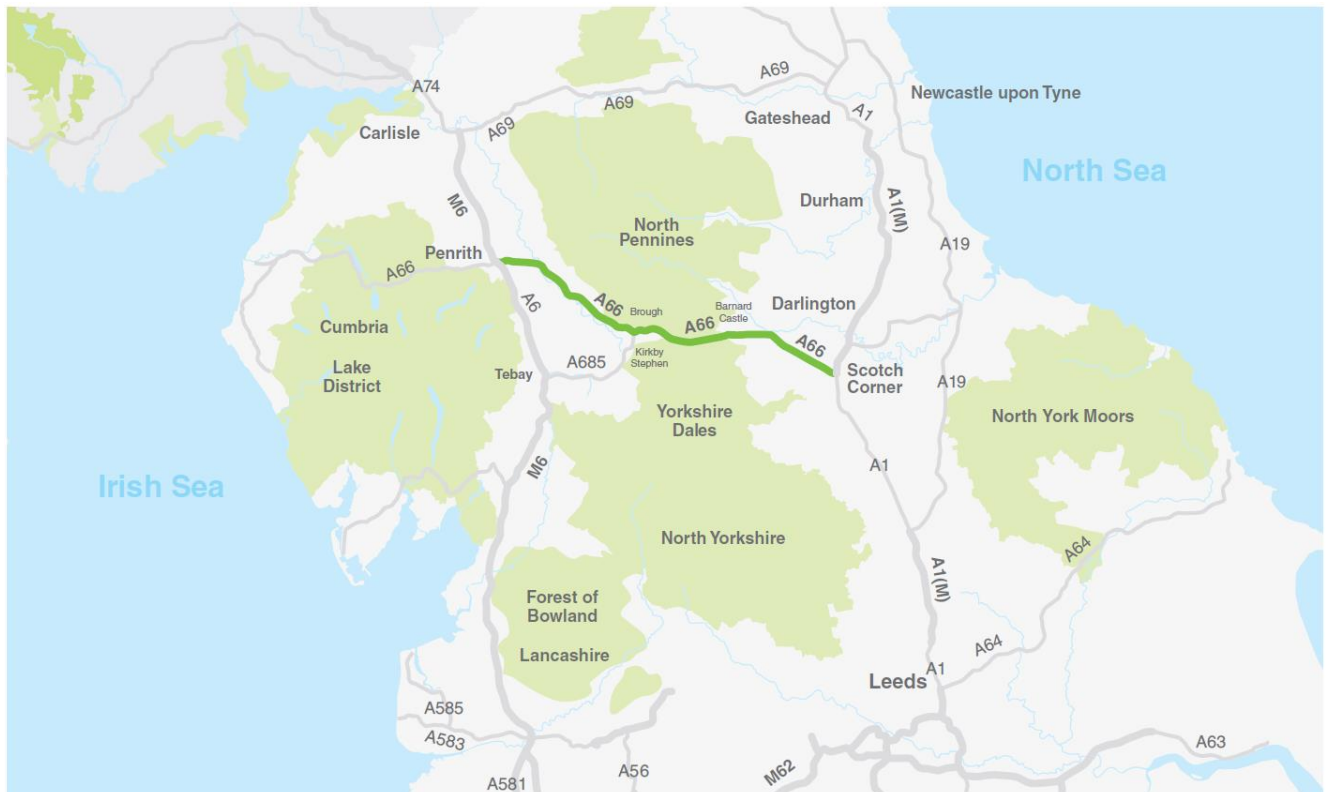 A74
A69
Newcastle upon Tyne
A69
A69
Gateshead
A1
Carlisle
North Sea
M6
Durham
A1(M)
North
Pennines
A19
Penrith
A66
A6
A66
Brough
Barnard
Castle
Darlington
A66
A66
Cumbria
Kirkby
Stephen
A685
Tebay
Lake
District
Scotch
Corner
A19
Yorkshire
Dales
North York Moors
Irish Sea
M6
A1
North Yorkshire
A64
A1(M)
Forest of
Bowland
Lancashire
A64
A1
Leeds
A585
A583
A581
A56
M62
A63